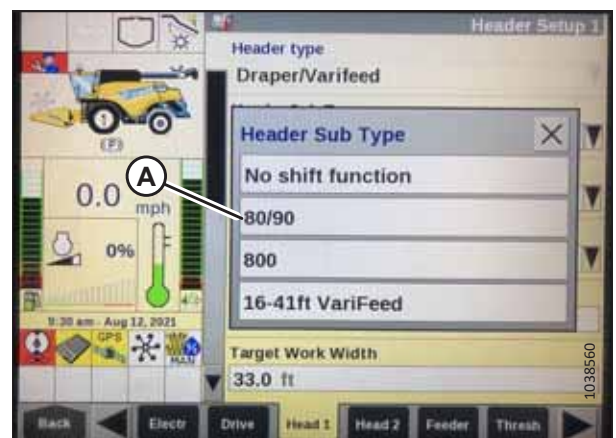 Header Setup 1
Header type
Draper/Varifeed
Header Sub Type
No shift function
80/90
800
16-41ft VariFeed
A
1
(P)
0.0 mph
0%
9:30 am - Aug 12, 2021
GPS
MAN
Target Work Width
33.0 ft
Back
Electr
Drive
Head 1
Head 2
Feeder
Thresh
1038560